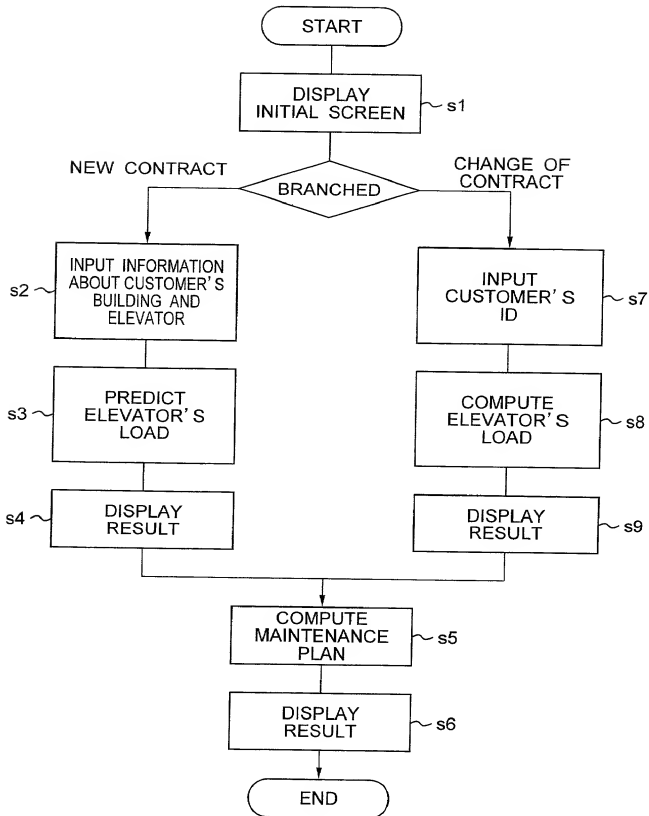 START
DISPLAY
INITIAL SCREEN
s1
NEW CONTRACT
BRANCHED
CHANGE OF
CONTRACT
s2
INPUT INFORMATION
ABOUT CUSTOMER'S
BUILDING AND
ELEVATOR
s3
PREDICT
ELEVATOR'S
LOAD
s4
DISPLAY
RESULT
INPUT
CUSTOMER'S
ID
s7
COMPUTE
ELEVATOR'S
LOAD
s8
DISPLAY
RESULT
s9
COMPUTE
MAINTENANCE
PLAN
s5
DISPLAY
RESULT
s6
END